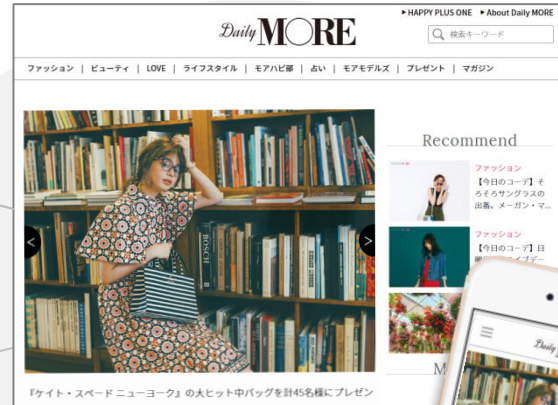 ▸HAPPY PLUS ONE ▸About Daily MORE
Daily MORE
検索キーワード
ファッション | ビューティ | LOVE | ライフスタイル | モアハピ部 | 占い | モアモデルズ | プレゼント | マガジン
BOSCH
『ケイト・スペード ニューヨーク』の大ヒット中バッグを計45名様にプレゼン
Recommend
ファッション
【今日のコーデ】そ
ろそろサングラスの
出番。メーガン・マ...
ファッション
【今日のコーデ】日
M
Daily